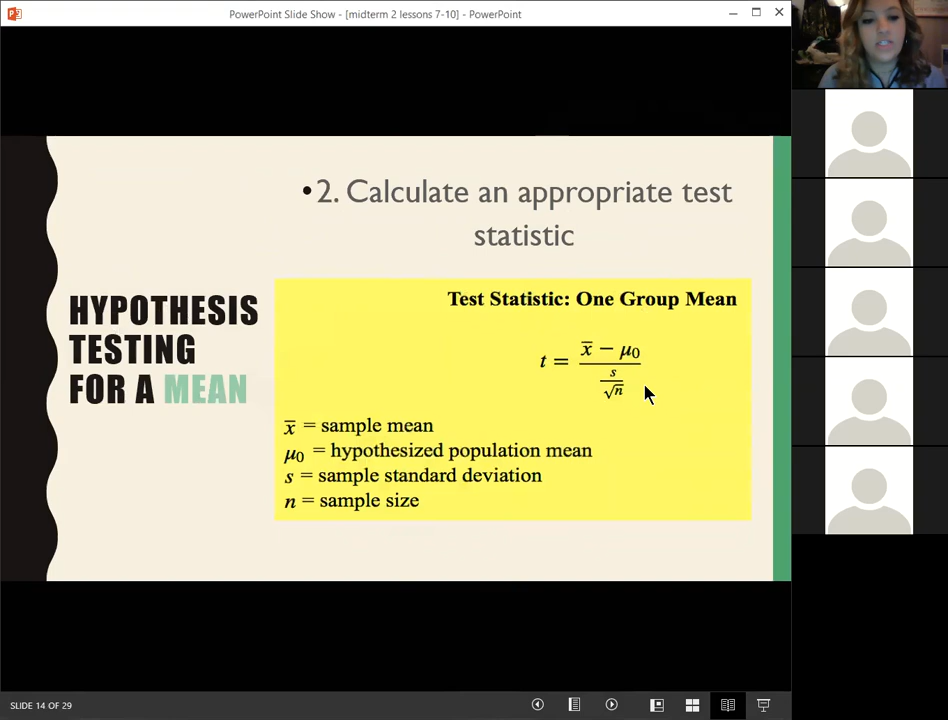 PowerPoint Slide Show - [midterm 2 lessons 7-10] - PowerPoint
•2. Calculate an appropriate test
statistic
HYPOTHESIS
TESTING
FOR A MEAN
Test Statistic: One Group Mean
t = (x̅ − μ₀) / (s / √n)
x̅ = sample mean
μ₀ = hypothesized population mean
s = sample standard deviation
n = sample size
SLIDE 14 OF 29